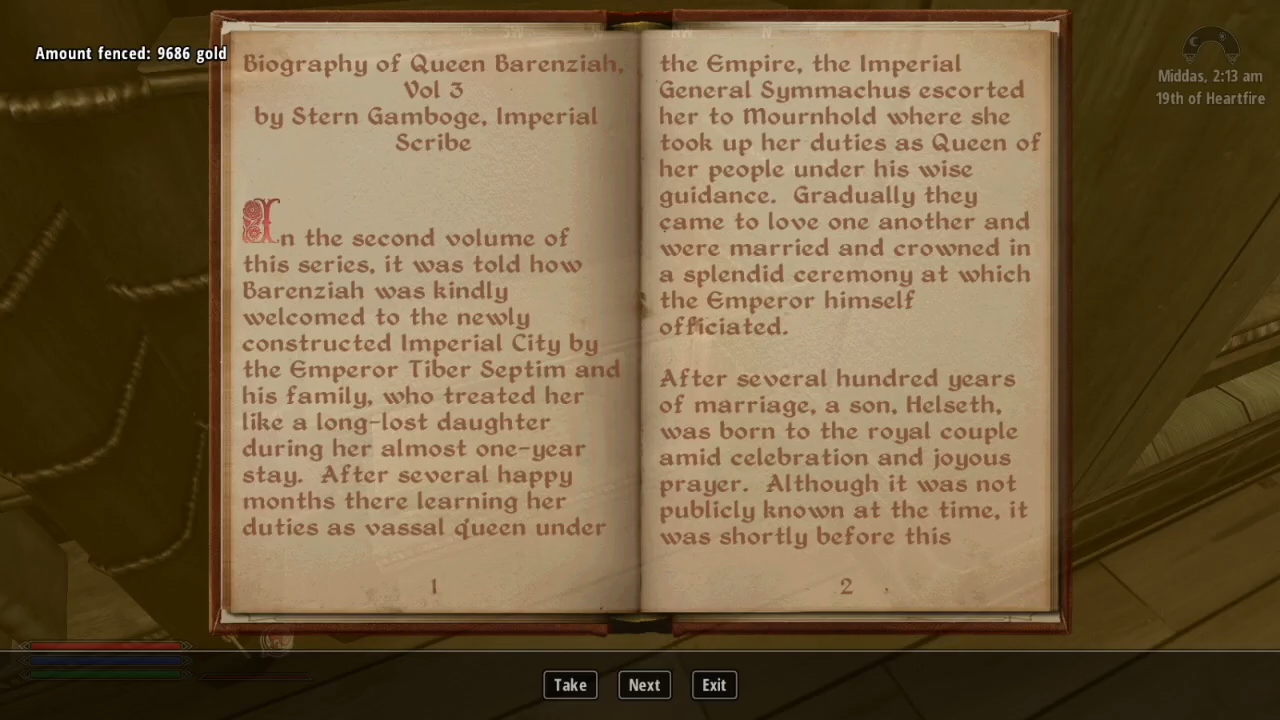 Amount fenced: 9686 gold
Biography of Queen Barenziah,
Vol 3
by Stern Gamboge, Imperial
Scribe
In the second volume of
this series, it was told how
Barenziah was kindly
welcomed to the newly
constructed Imperial City by
the Emperor Tiber Septim and
his family, who treated her
like a long-lost daughter
during her almost one-year
stay.  After several happy
months there learning her
duties as vassal queen under
1
the Empire, the Imperial
General Symmachus escorted
her to Mournhold where she
took up her duties as Queen of
her people under his wise
guidance.  Gradually they
came to love one another and
were married and crowned in
a splendid ceremony at which
the Emperor himself
officiated.
After several hundred years
of marriage, a son, Helseth,
was born to the royal couple
amid celebration and joyous
prayer.  Although it was not
publicly known at the time, it
was shortly before this
2
Middas, 2:13 am
19th of Heartfire
Take
Next
Exit